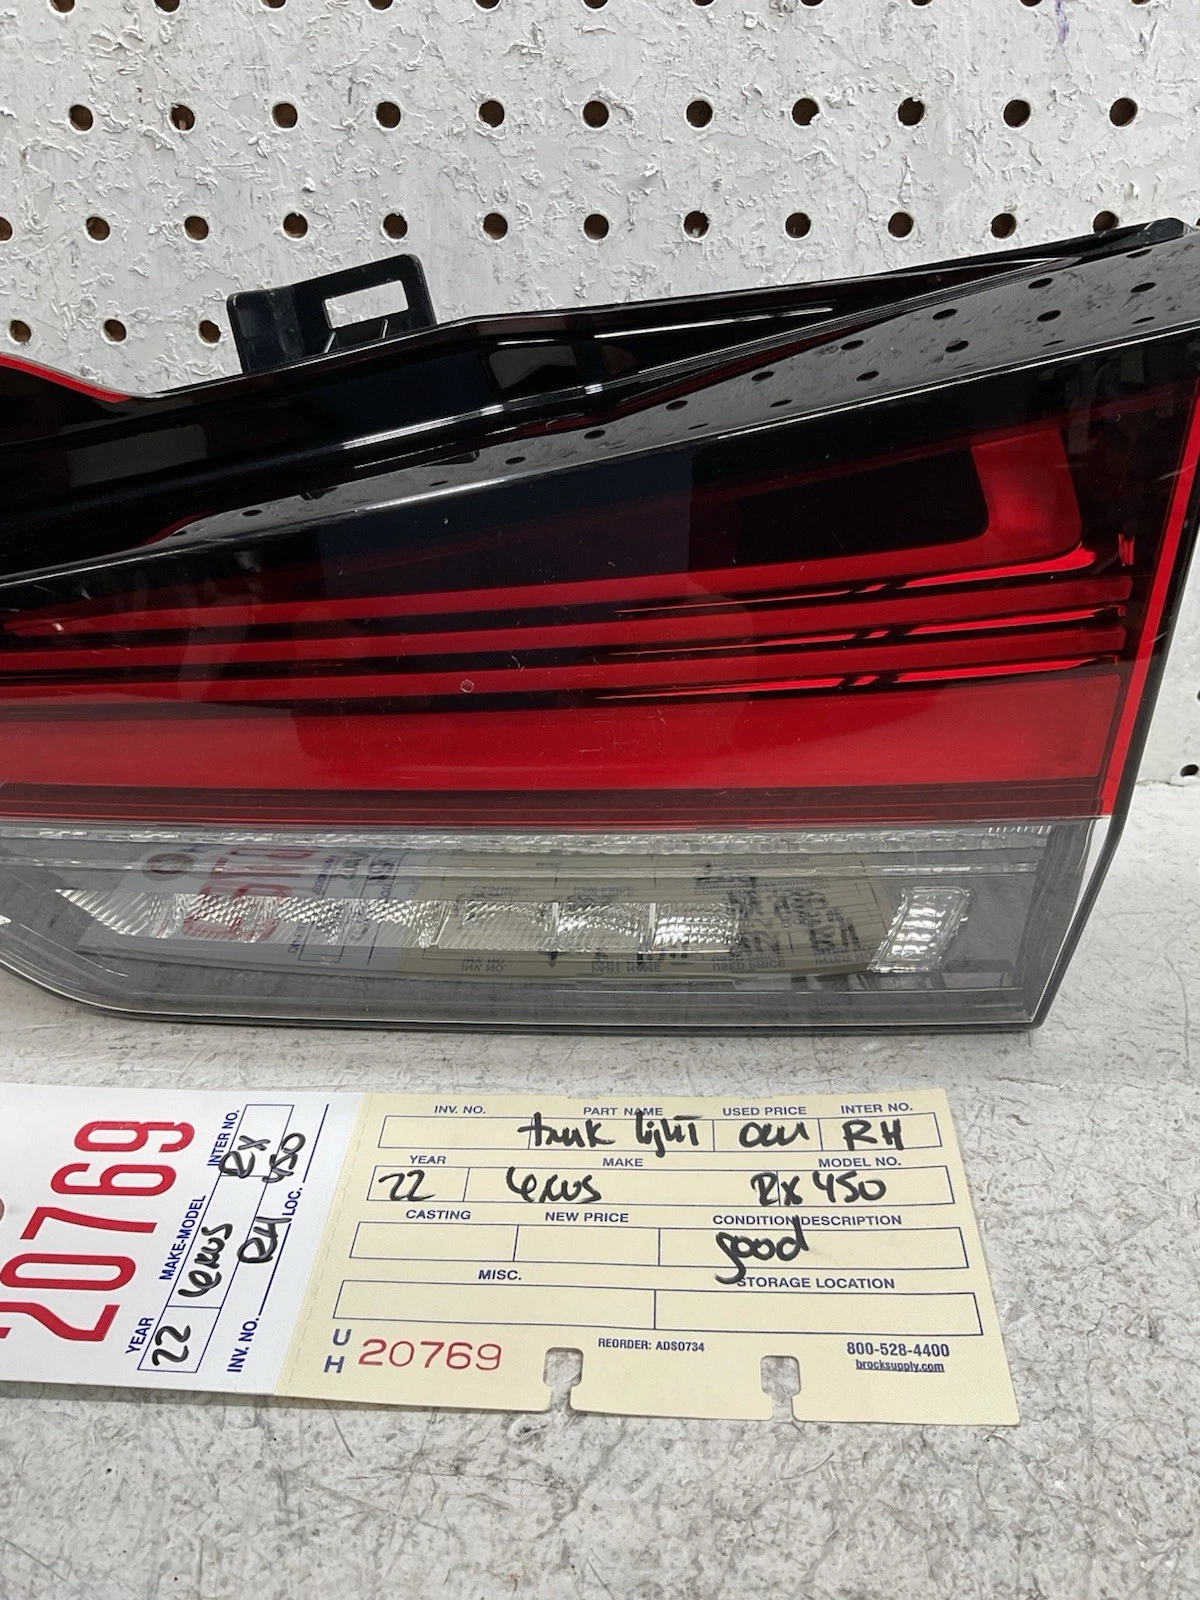 20769
YEAR MAKE-MODEL INTER NO.
22 Lexus RX
RH 450
INV. NO. LOC.
INV. NO. PART NAME USED PRICE INTER NO.
trunk light RH
YEAR MAKE MODEL NO.
22 Lexus RX 450
CASTING NEW PRICE CONDITION/DESCRIPTION
good
MISC. STORAGE LOCATION
U
H 20769
REORDER: ADS0734
800-528-4400
brocksupply.com